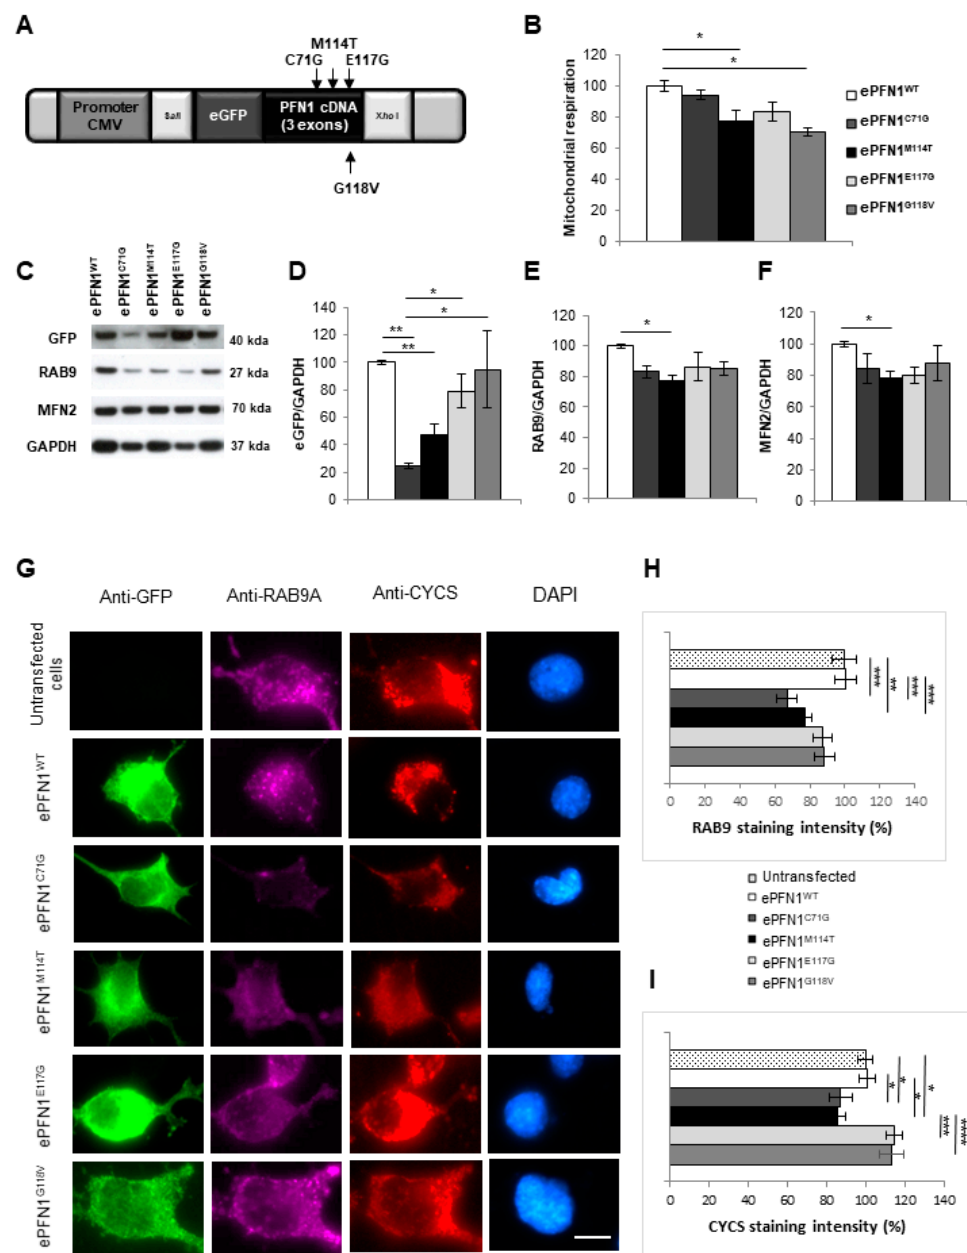 A
M114T
C71G E117G
Promoter CMV SalI eGFP PFN1 cDNA (3 exons) Xho I
G118V
B
Mitochondrial respiration
120
100
80
60
40
20
0
* 
*
ePFN1WT
ePFN1C71G
ePFN1M114T
ePFN1E117G
ePFN1G118V
C
ePFN1WT ePFN1C71G ePFN1M114T ePFN1E117G ePFN1G118V
GFP 40 kda
RAB9 27 kda
MFN2 70 kda
GAPDH 37 kda
D
eGFP/GAPDH
140
120
100
80
60
40
20
0
*
*
**
**
E
RAB9/GAPDH
120
100
80
60
40
20
0
*
F
MFN2/GAPDH
120
100
80
60
40
20
0
*
G
Anti-GFP Anti-RAB9A Anti-CYCS DAPI
Untransfected cells
ePFN1WT
ePFN1C71G
ePFN1M114T
ePFN1E117G
ePFN1G118V
H
*** ** *** ***
0 20 40 60 80 100 120 140
RAB9 staining intensity (%)
Untransfected
ePFN1WT
ePFN1C71G
ePFN1M114T
ePFN1E117G
ePFN1G118V
I
* * * * *** ****
0 20 40 60 80 100 120 140
CYCS staining intensity (%)